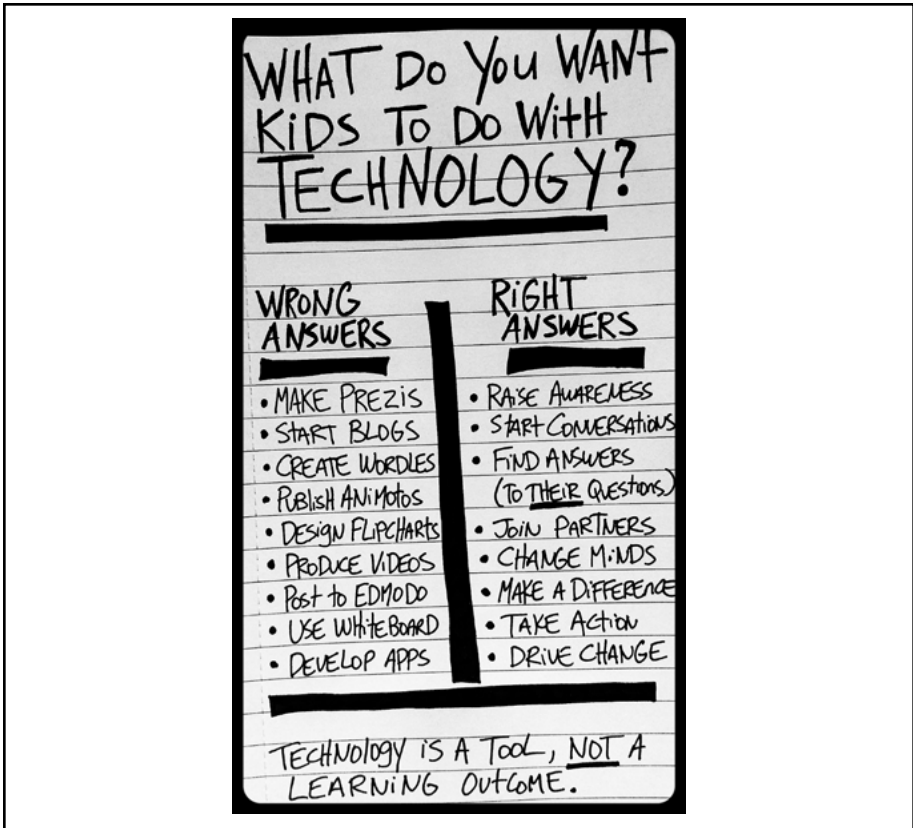 WHAT DO YOU WANT
KiDS TO DO WitH
TECHNOLOGY?
WRONG
ANSWERS
• MAKE PREZiS
• START BLOGS
• CREATE WORDLES
• PUBLiSH ANiMOtOS
• DESiGN FLiPCHARtS
• PRODUCE ViDEOS
• POSt to EDMODO
• USE WHitEBOARD
• DEVELOP APPS
RiGHT
ANSWERS
• RAiSE AWARENESS
• StARt CONVERSAtiONS
• FiND ANSWERS
(TO THEIR QUEStiONS)
• JOiN PARTNERS
• CHANGE MiNDS
• MAKE A DiFFERENCE
• TAKE ACtiON
• DRiVE CHANGE
TECHNOLOGY iS A TOOL, NOT A
LEARNiNG OUtCOME.